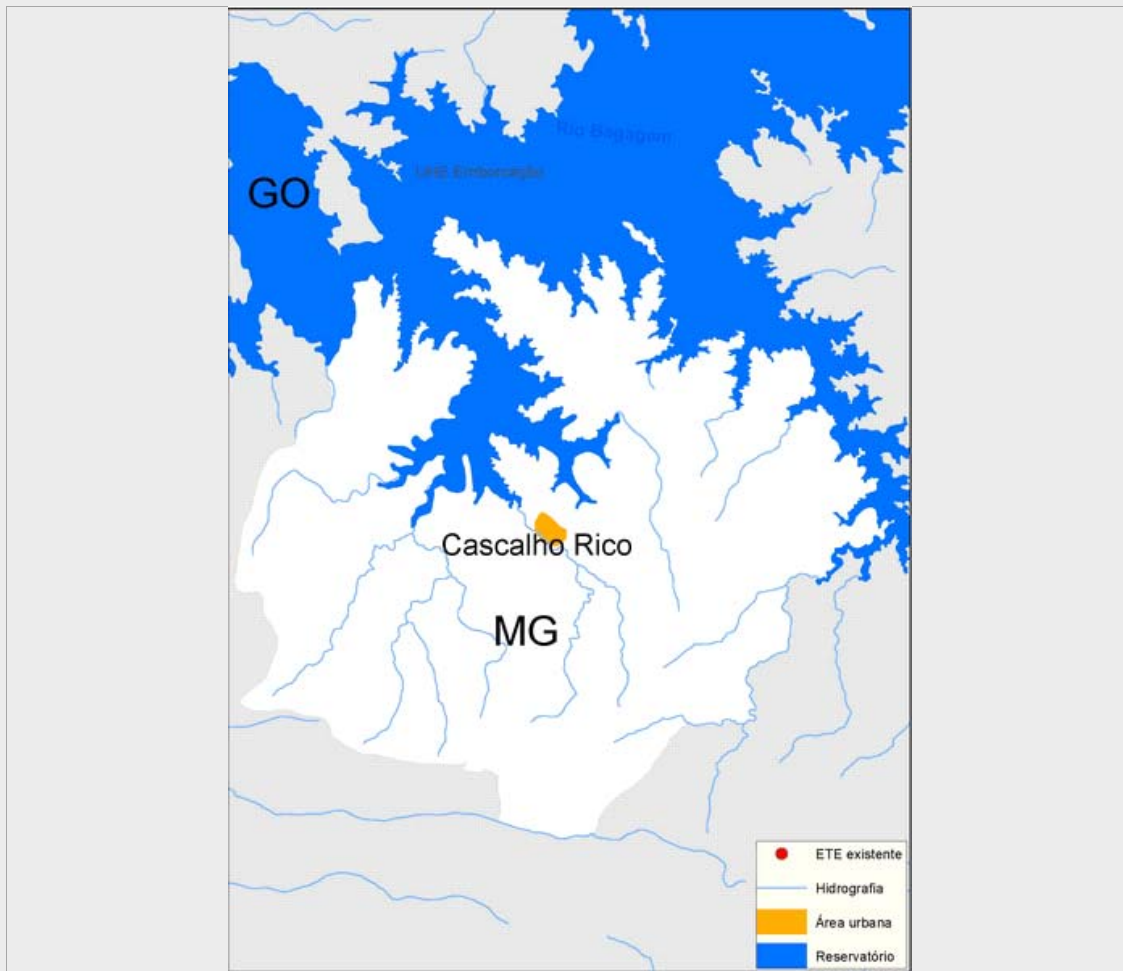 Rio Bagagem
UHE Emborcação
GO
Cascalho Rico
MG
ETE existente
Hidrografia
Área urbana
Reservatório